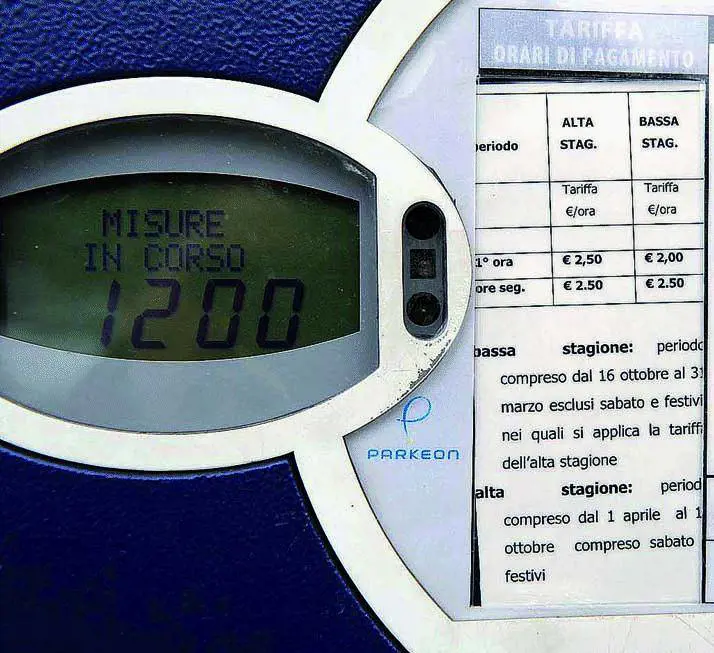 MISURE
IN CORSO
1200
PARKEON
TARIFFA
ORARI DI PAGAMENTO
eriodo
ALTA
STAG.
BASSA
STAG.
Tariffa
€/ora
Tariffa
€/ora
1° ora
€ 2,50
€ 2,00
ore seg.
€ 2.50
€ 2.50
bassa stagione: periodo
compreso dal 16 ottobre al 31
marzo esclusi sabato e festivi
nei quali si applica la tariffa
dell'alta stagione
alta stagione: period
compreso dal 1 aprile al 1
ottobre compreso sabato
festivi